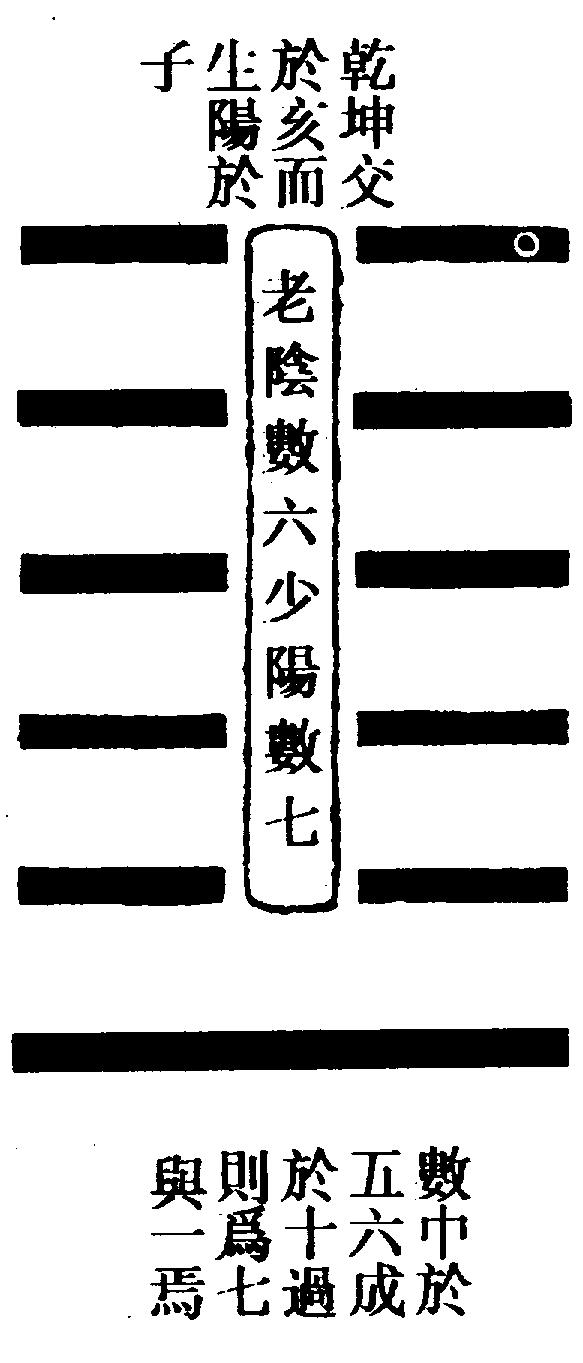 乾坤交
於亥而
生陽於
子
老陰數六少陽數七
數中於
五六成
於十過
則爲七
與一焉